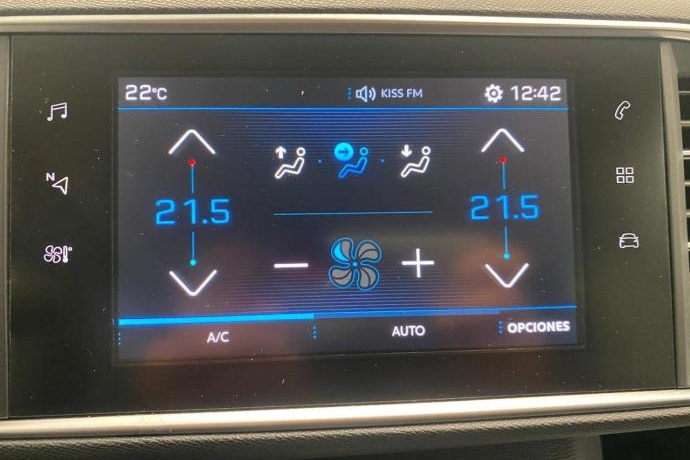 22°C KISS FM 12:42
N
21.5 21.5
A/C AUTO OPCIONES